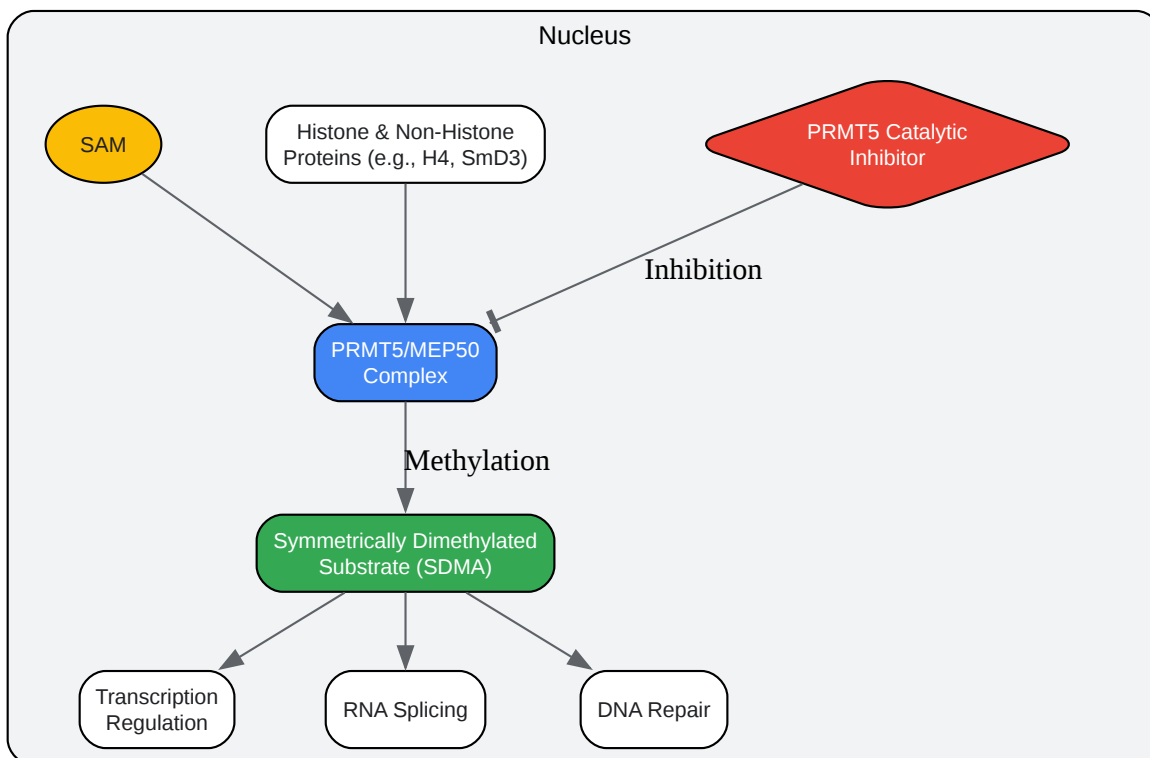 Nucleus
SAM
Histone & Non-Histone
Proteins (e.g., H4, SmD3)
PRMT5 Catalytic
Inhibitor
Inhibition
PRMT5/MEP50
Complex
Methylation
Symmetrically Dimethylated
Substrate (SDMA)
Transcription
Regulation
RNA Splicing
DNA Repair